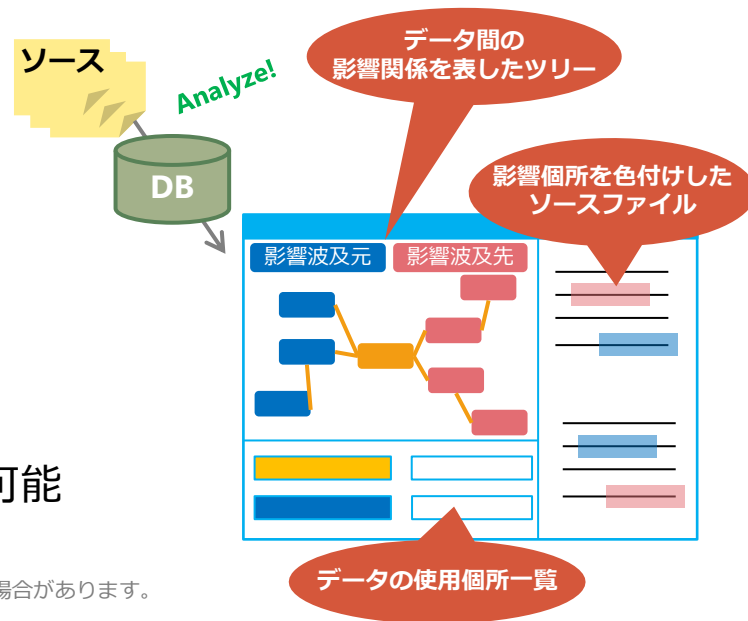 ソース
Analyze!
DB
データ間の
影響関係を表したツリー
影響個所を色付けした
ソースファイル
影響波及元
影響波及先
可能
場合があります。
データの使用個所一覧